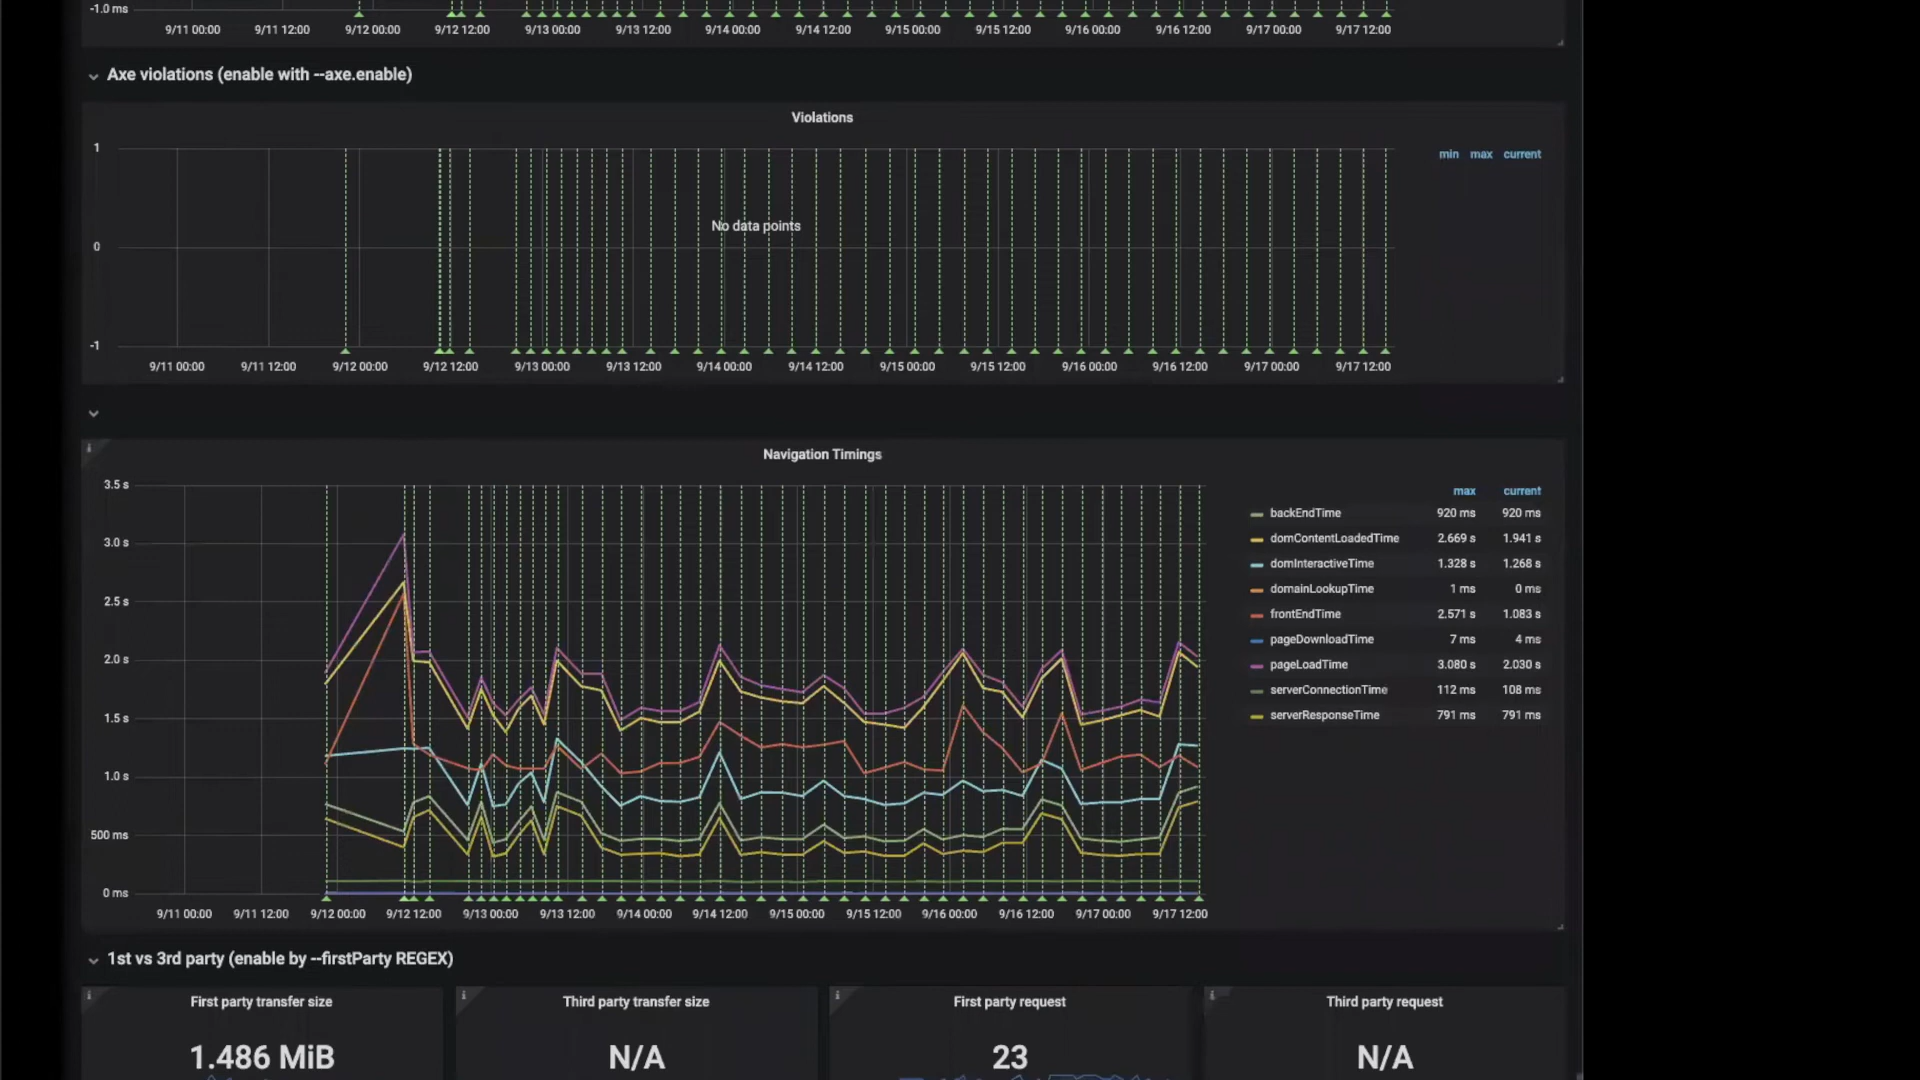 -1.0 ms
9/11 00:00 9/11 12:00 9/12 00:00 9/12 12:00 9/13 00:00 9/13 12:00 9/14 00:00 9/14 12:00 9/15 00:00 9/15 12:00 9/16 00:00 9/16 12:00 9/17 00:00 9/17 12:00
Axe violations (enable with --axe.enable)
Violations
1
min max current
No data points
0
-1
9/11 00:00 9/11 12:00 9/12 00:00 9/12 12:00 9/13 00:00 9/13 12:00 9/14 00:00 9/14 12:00 9/15 00:00 9/15 12:00 9/16 00:00 9/16 12:00 9/17 00:00 9/17 12:00
i
Navigation Timings
3.5 s
3.0 s
2.5 s
2.0 s
1.5 s
1.0 s
500 ms
0 ms
9/11 00:00 9/11 12:00 9/12 00:00 9/12 12:00 9/13 00:00 9/13 12:00 9/14 00:00 9/14 12:00 9/15 00:00 9/15 12:00 9/16 00:00 9/16 12:00 9/17 00:00 9/17 12:00
max current
backEndTime 920 ms 920 ms
domContentLoadedTime 2.669 s 1.941 s
domInteractiveTime 1.328 s 1.268 s
domainLookupTime 1 ms 0 ms
frontEndTime 2.571 s 1.083 s
pageDownloadTime 7 ms 4 ms
pageLoadTime 3.080 s 2.030 s
serverConnectionTime 112 ms 108 ms
serverResponseTime 791 ms 791 ms
1st vs 3rd party (enable by --firstParty REGEX)
i First party transfer size i Third party transfer size i First party request i Third party request
1.486 MiB N/A 23 N/A